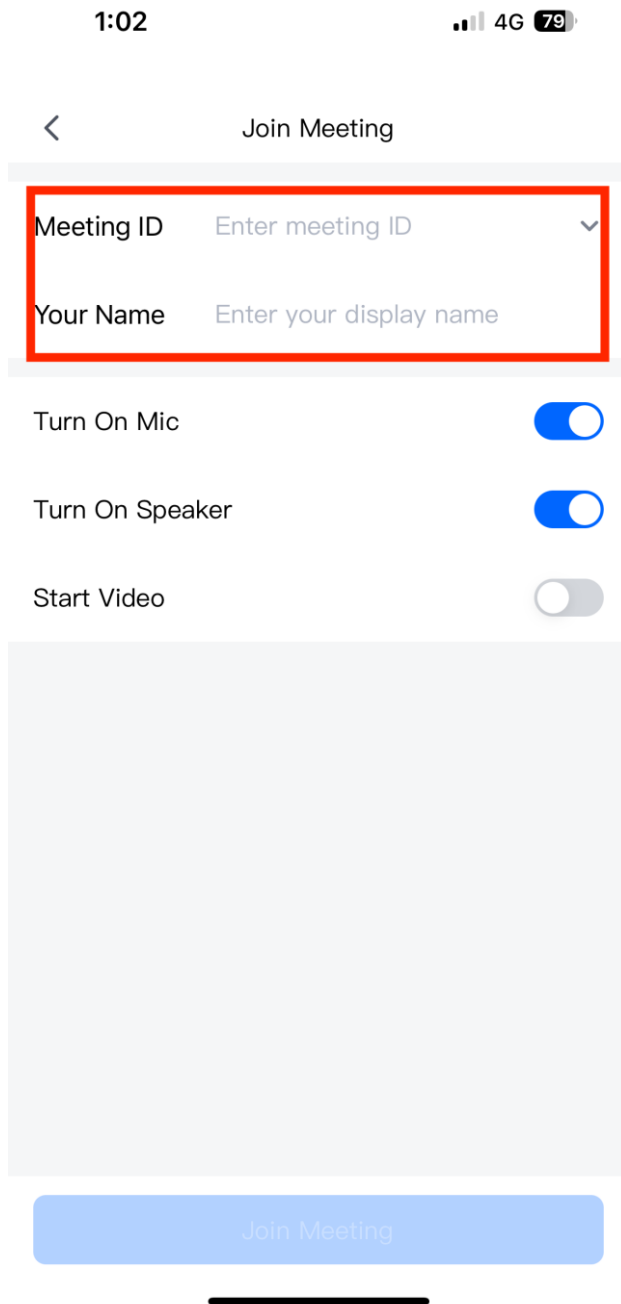 1:02 4G 79
Join Meeting
Meeting ID Enter meeting ID
Your Name Enter your display name
Turn On Mic
Turn On Speaker
Start Video
Join Meeting